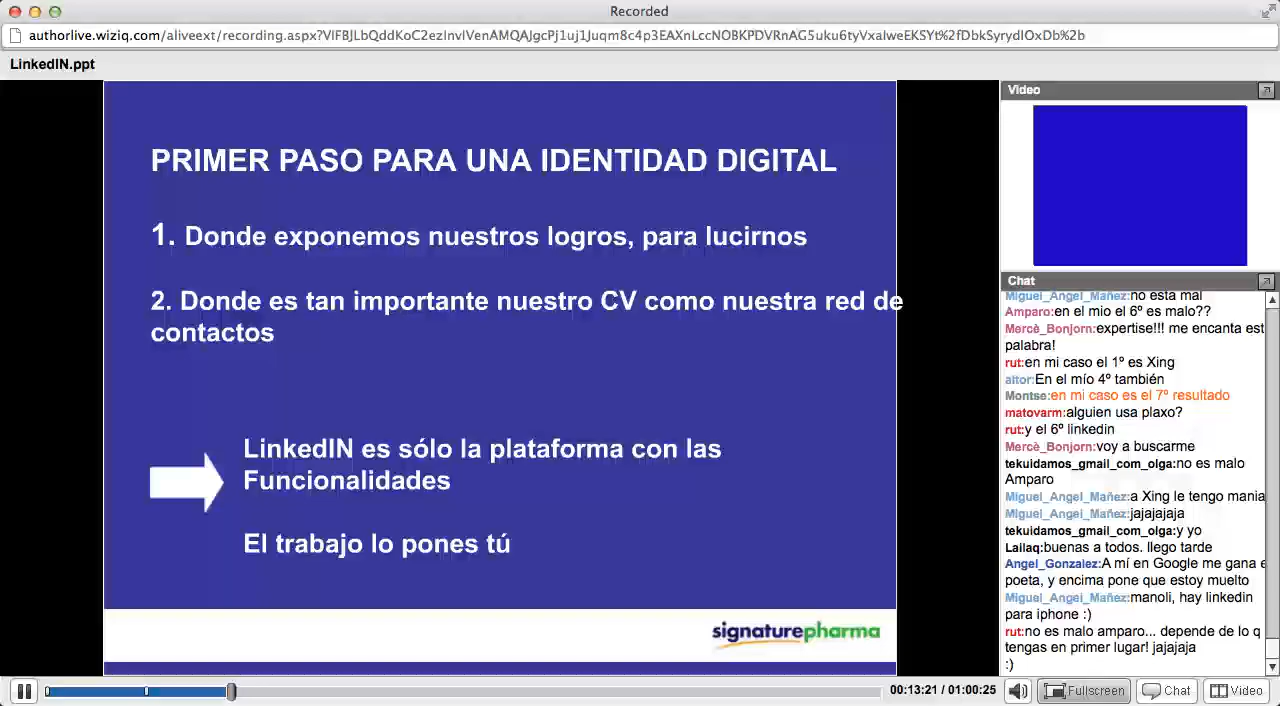 Recorded
authorlive.wiziq.com/aliveext/recording.aspx?
LinkedIN.ppt
PRIMER PASO PARA UNA IDENTIDAD DIGITAL
1. Donde exponemos nuestros logros, para lucirnos
2. Donde es tan importante nuestro CV como nuestra red de
contactos
LinkedIN es sólo la plataforma con las
Funcionalidades
El trabajo lo pones tú
signaturepharma
Video
Chat
Miguel_Angel_Mañez:no esta mal
Amparo:en el mio el 6º es malo??
Mercè_Bonjorn:expertise!!! me encanta est
palabra!
rut:en mi caso el 1º es Xing
aitor:En el mío 4º también
Montse:en mi caso es el 7º resultado
matovarm:alguien usa plaxo?
rut:y el 6º linkedin
Mercè_Bonjorn:voy a buscarme
tekuidamos_gmail_com_olga:no es malo
Amparo
Miguel_Angel_Mañez:a Xing le tengo mania
Miguel_Angel_Mañez:jajajajaja
tekuidamos_gmail_com_olga:y yo
Lailaq:buenas a todos. llego tarde
Angel_Gonzalez:A mí en Google me gana e
poeta, y encima pone que estoy muelto
Miguel_Angel_Mañez:manoli, hay linkedin
para iphone :)
rut:no es malo amparo... depende de lo q
tengas en primer lugar! jajajaja
:)
00:13:21 / 01:00:25
Fullscreen
Chat
Video